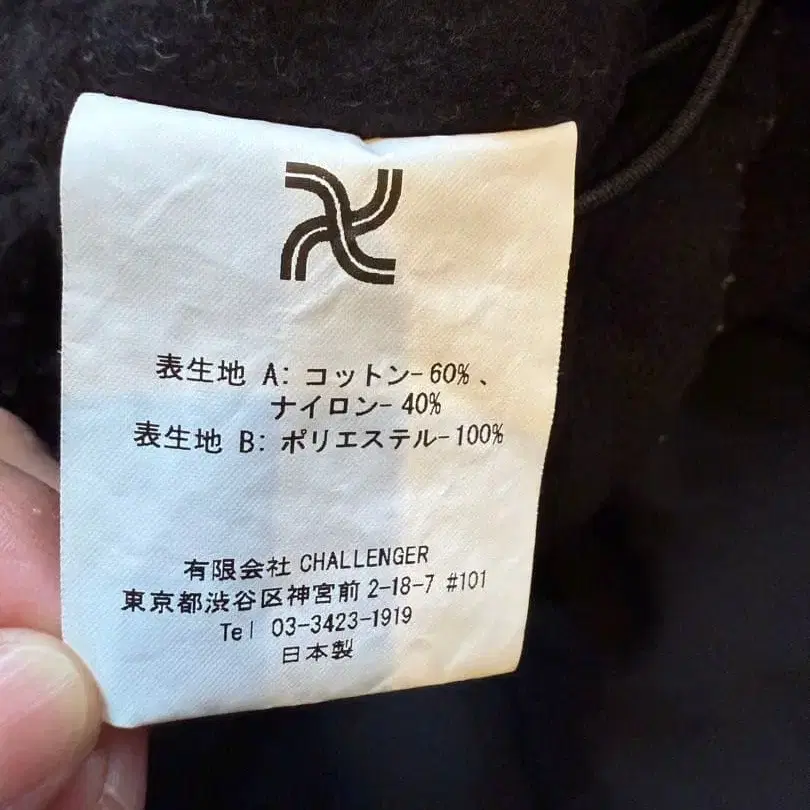 表生地 A: コットン-60%、
ナイロン-40%
表生地 B: ポリエステル-100%
有限会社 CHALLENGER
東京都渋谷区神宮前 2-18-7 #101
Tel 03-3423-1919
日本製